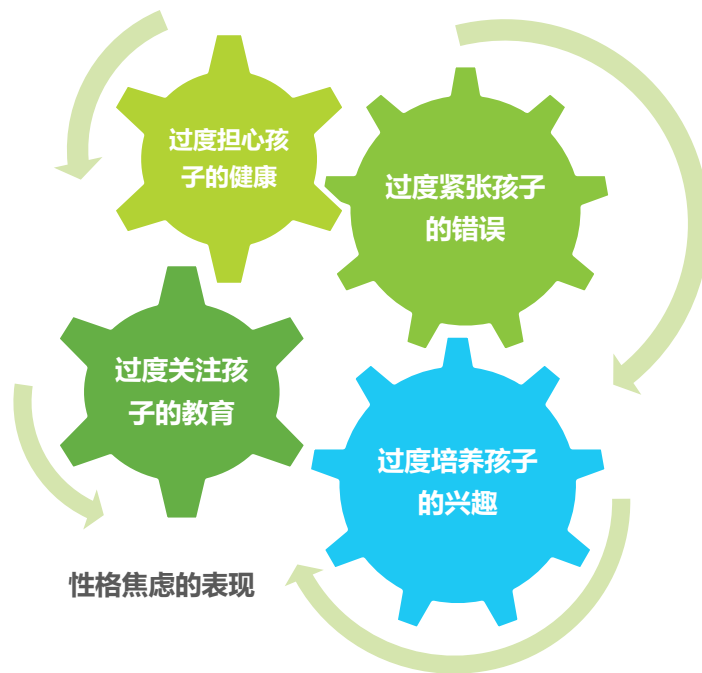 过度担心孩
子的健康
过度紧张孩子
的错误
过度关注孩
子的教育
过度培养孩子
的兴趣
性格焦虑的表现